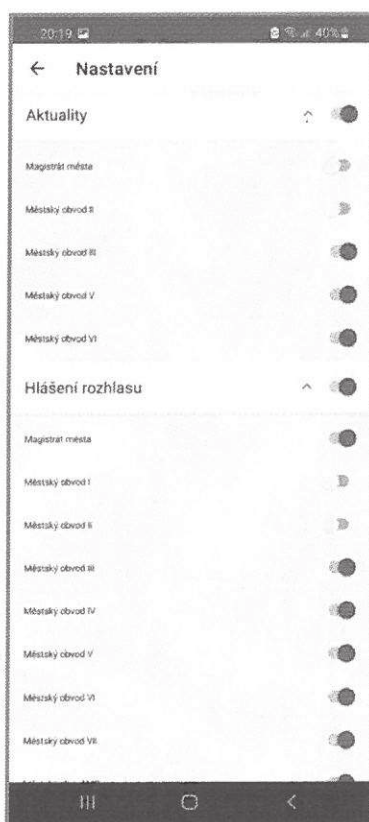 20:19 40%
← Nastavení
Aktuality
Magistrát města
Městský obvod II
Městský obvod III
Městský obvod V
Městský obvod VI
Hlášení rozhlasu
Magistrát města
Městský obvod I
Městský obvod II
Městský obvod III
Městský obvod IV
Městský obvod V
Městský obvod VI
Městský obvod VII